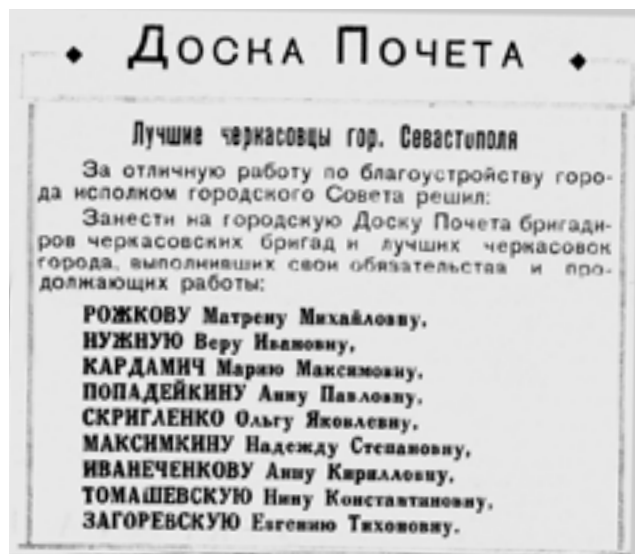 ДОСКА ПОЧЕТА
Лучшие черкасовцы гор. Севастополя
За отличную работу по благоустройству горо-
да исполком городского Совета решил:
Занести на городскую Доску Почета бригади-
ров черкасовских бригад и лучших черкасовок
города, выполнивших свои обязательства и про-
должающих работы:
РОЖКОВУ Матрену Михайловну,
НУЖНУЮ Веру Ивановну,
КАРДАМИЧ Марию Максимовну,
ПОПАДЕЙКИНУ Анну Павловну,
СКРИГЛЕНКО Ольгу Яковлевну,
МАКСИМКИНУ Надежду Степановну,
ИВАНЕЧЕНКОВУ Анну Кирилловну,
ТОМАШЕВСКУЮ Нину Константиновну,
ЗАГОРЕВСКУЮ Евгению Тихоновну.